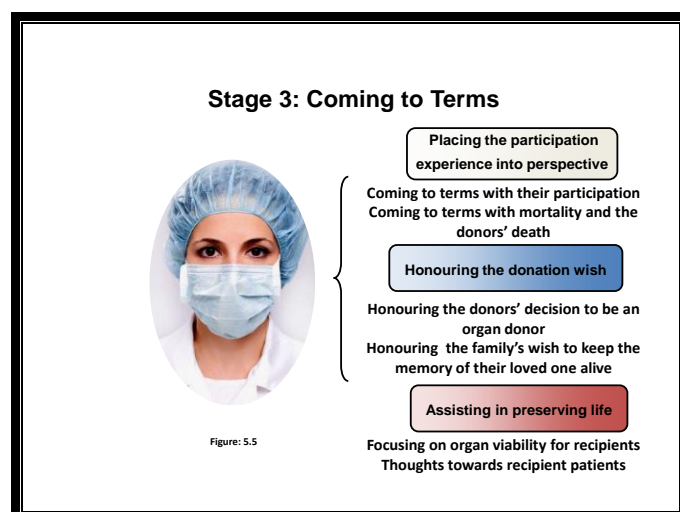 Stage 3: Coming to Terms
Placing the participation
experience into perspective
Coming to terms with their participation
Coming to terms with mortality and the
donors’ death
Honouring the donation wish
Honouring the donors’ decision to be an
organ donor
Honouring  the family’s wish to keep the
memory of their loved one alive
Assisting in preserving life
Focusing on organ viability for recipients
Thoughts towards recipient patients
Figure: 5.5